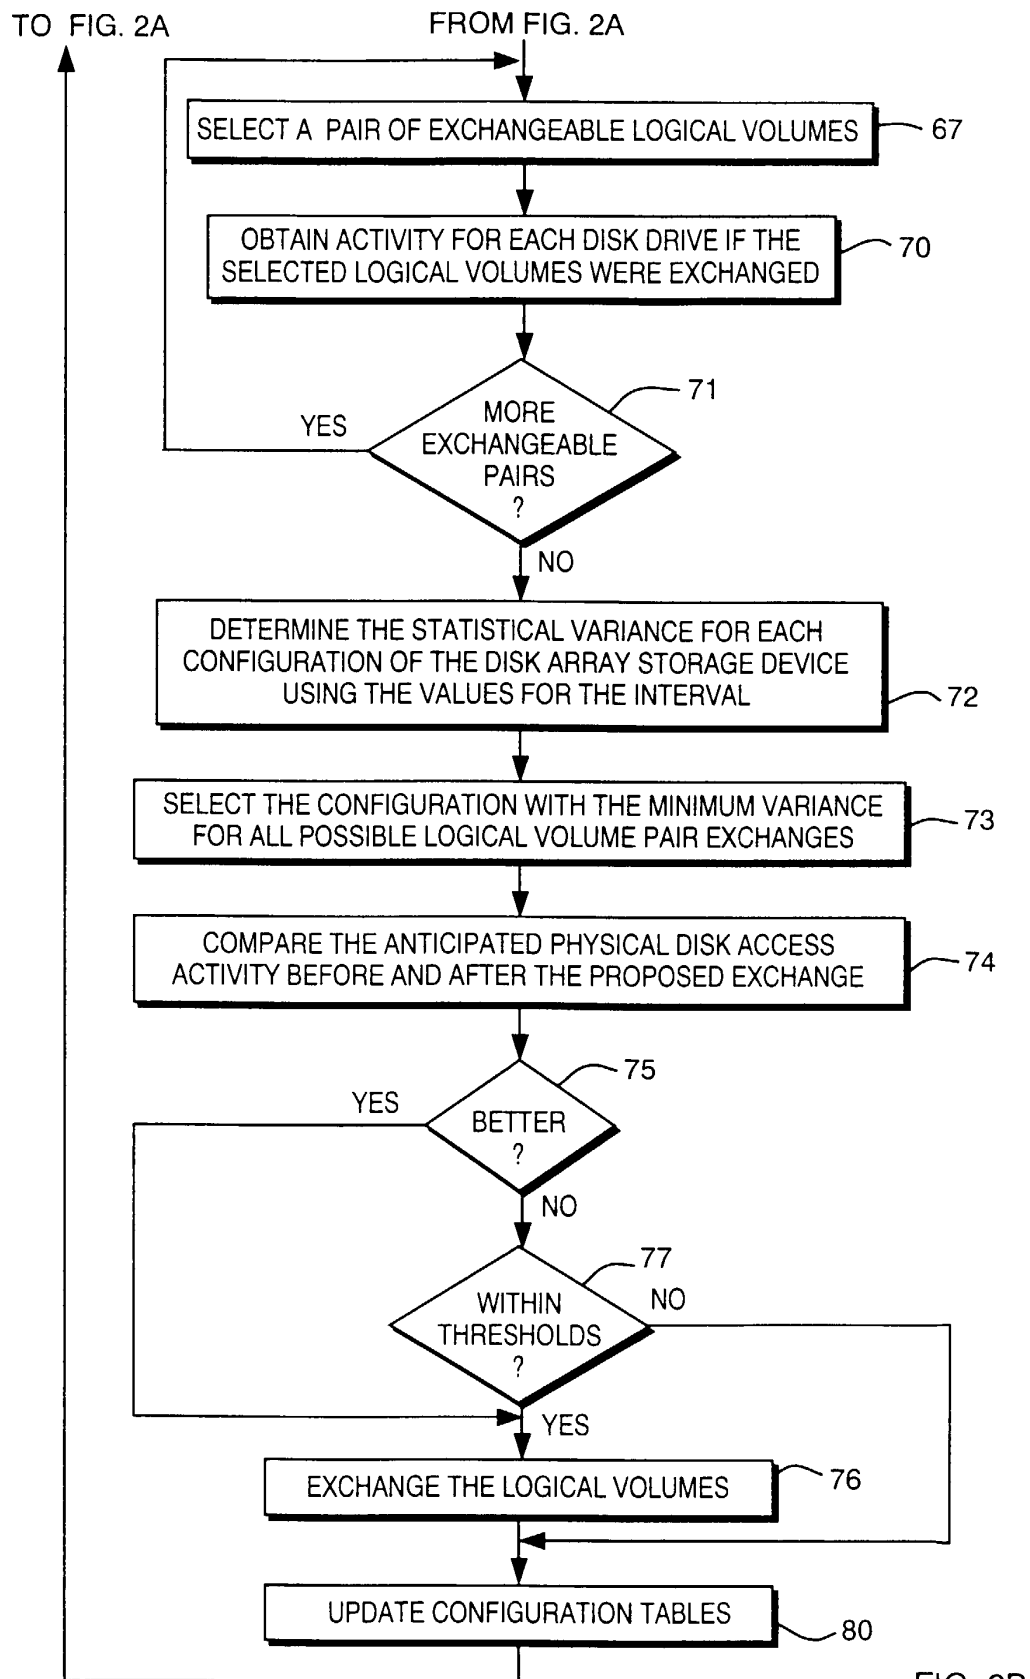 TO FIG. 2A
FROM FIG. 2A
SELECT A PAIR OF EXCHANGEABLE LOGICAL VOLUMES
67
OBTAIN ACTIVITY FOR EACH DISK DRIVE IF THE
SELECTED LOGICAL VOLUMES WERE EXCHANGED
70
71
MORE
EXCHANGEABLE
PAIRS
?
YES
NO
DETERMINE THE STATISTICAL VARIANCE FOR EACH
CONFIGURATION OF THE DISK ARRAY STORAGE DEVICE
USING THE VALUES FOR THE INTERVAL
72
SELECT THE CONFIGURATION WITH THE MINIMUM VARIANCE
FOR ALL POSSIBLE LOGICAL VOLUME PAIR EXCHANGES
73
COMPARE THE ANTICIPATED PHYSICAL DISK ACCESS
ACTIVITY BEFORE AND AFTER THE PROPOSED EXCHANGE
74
75
YES
BETTER
?
NO
77
NO
WITHIN
THRESHOLDS
?
YES
EXCHANGE THE LOGICAL VOLUMES
76
UPDATE CONFIGURATION TABLES
80